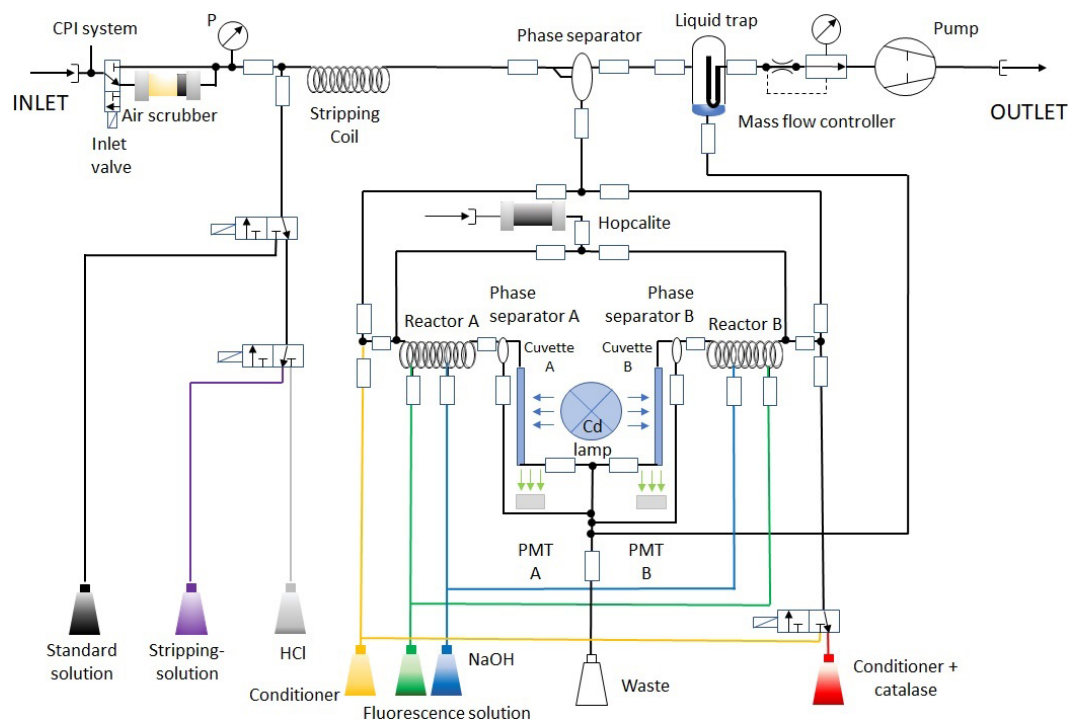 CPI system
P
Phase separator
Liquid trap
Pump
INLET
Air scrubber
Inlet
valve
Stripping
Coil
Mass flow controller
OUTLET
Hopcalite
Phase
separator A
Phase
separator B
Reactor A
Reactor B
Cuvette
A
Cuvette
B
Cd
lamp
PMT
A
PMT
B
Standard
solution
Stripping-
solution
HCl
Conditioner
NaOH
Fluorescence solution
Waste
Conditioner +
catalase